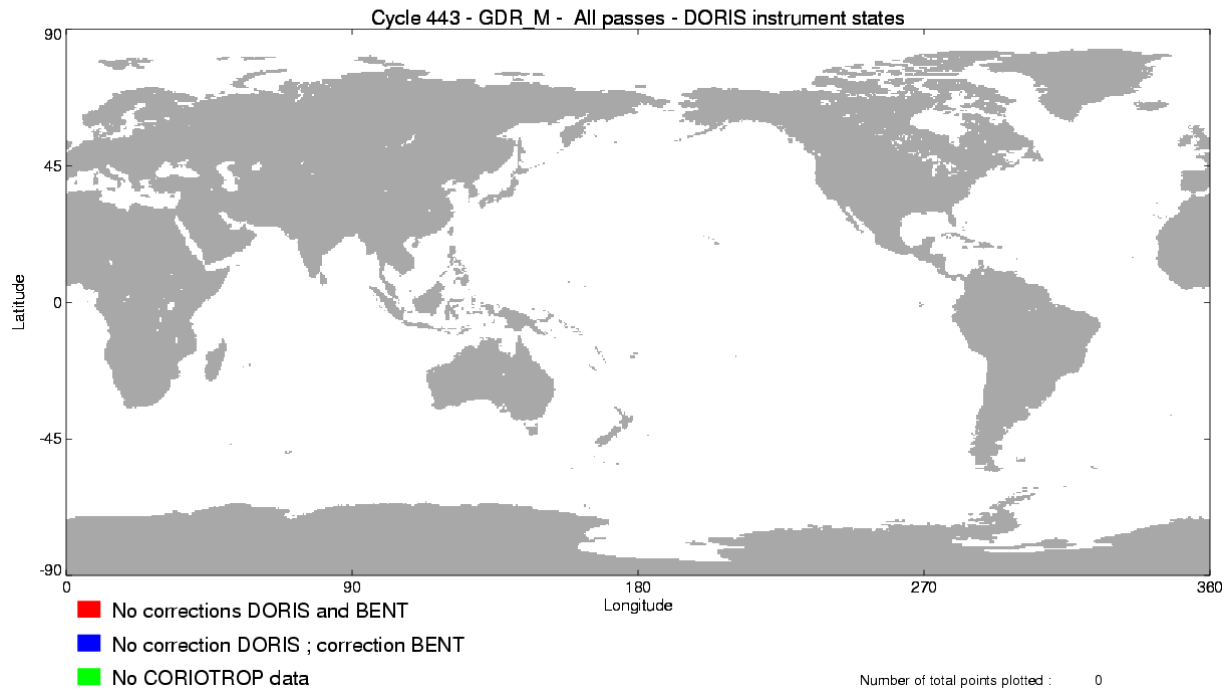 Cycle 443 - GDR_M - All passes - DORIS instrument states
90
45
0
-45
-90
Latitude
0 90 180 270 360
Longitude
No corrections DORIS and BENT
No correction DORIS ; correction BENT
No CORIOTROP data
Number of total points plotted : 0